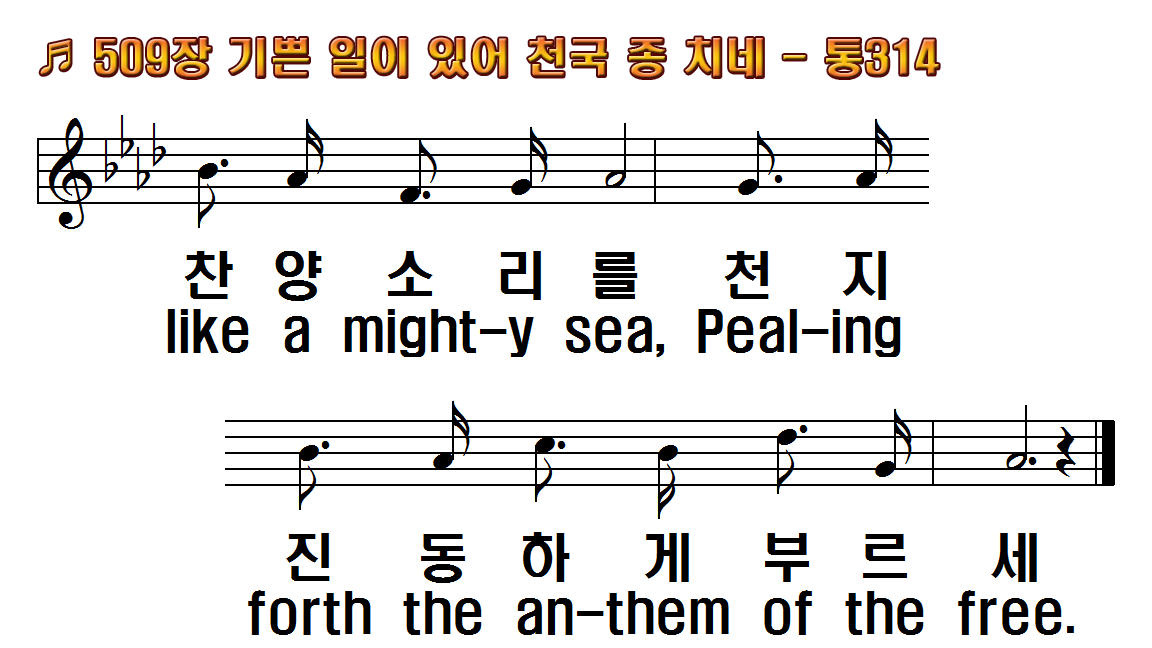 ♬ 509장 기쁜 일이 있어 천국 종 치네 - 통314
찬 양 소 리 를 천 지
like a might-y sea, Peal-ing
진 동 하 게 부 르 세
forth the an-them of the free.